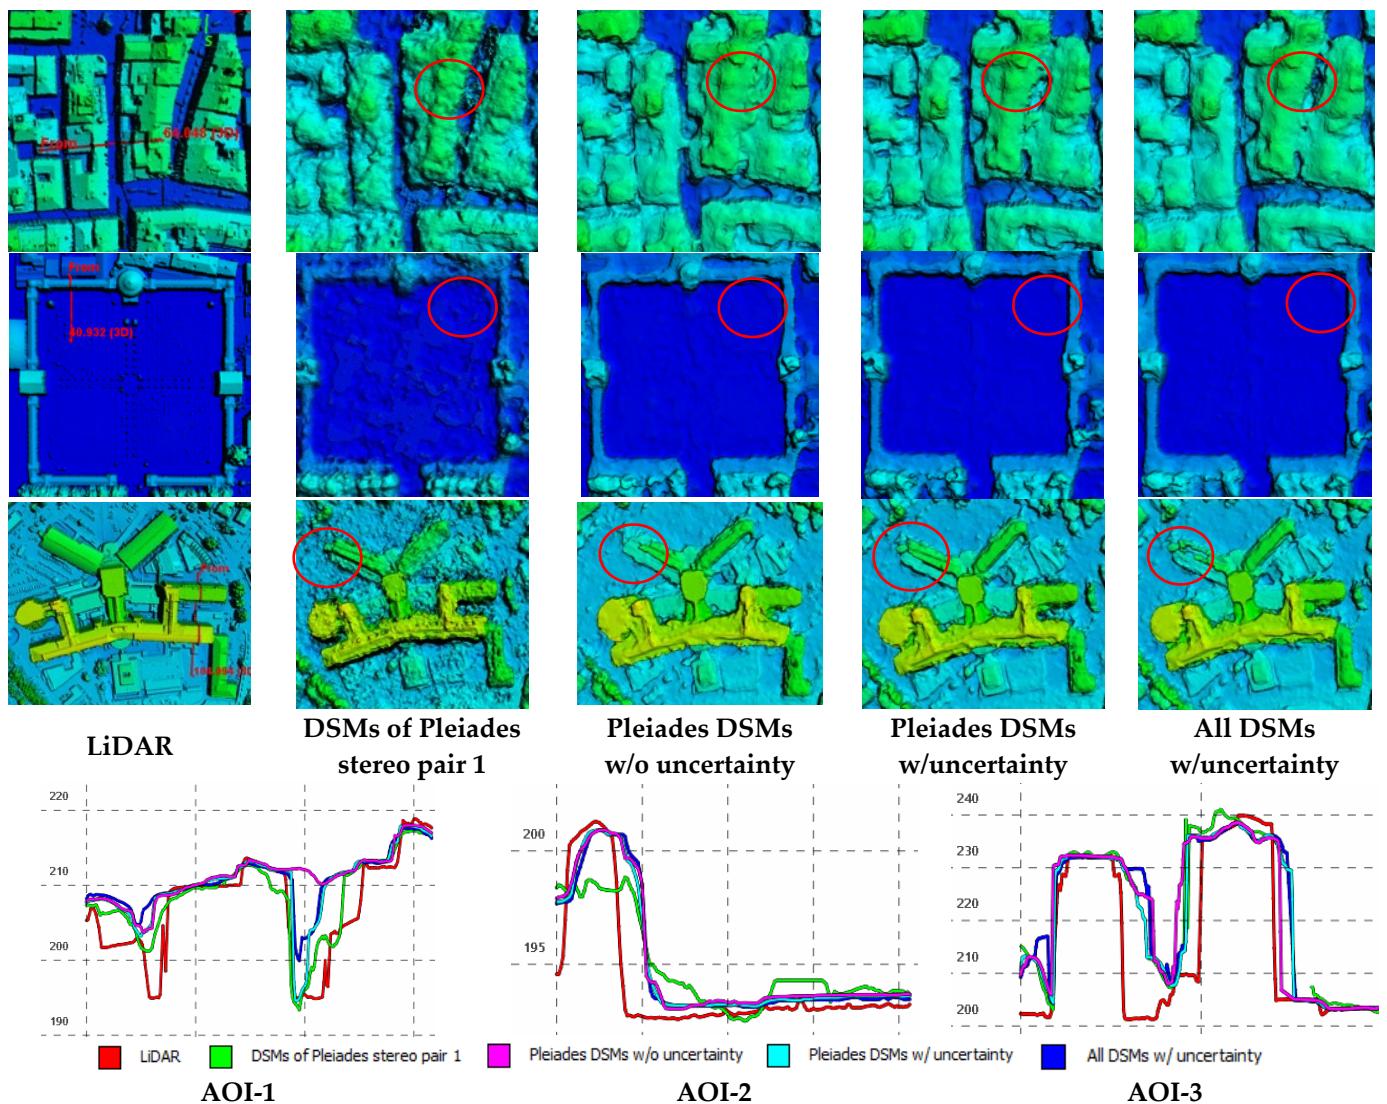 From
64.648 (3D)
From
40.932 (3D)
From
LiDAR
DSMs of Pleiades
stereo pair 1
Pleiades DSMs
w/o uncertainty
Pleiades DSMs
w/uncertainty
All DSMs
w/uncertainty
220
210
200
190
200
195
240
230
220
210
200
LiDAR
DSMs of Pleiades stereo pair 1
Pleiades DSMs w/o uncertainty
Pleiades DSMs w/ uncertainty
All DSMs w/ uncertainty
AOI-1
AOI-2
AOI-3